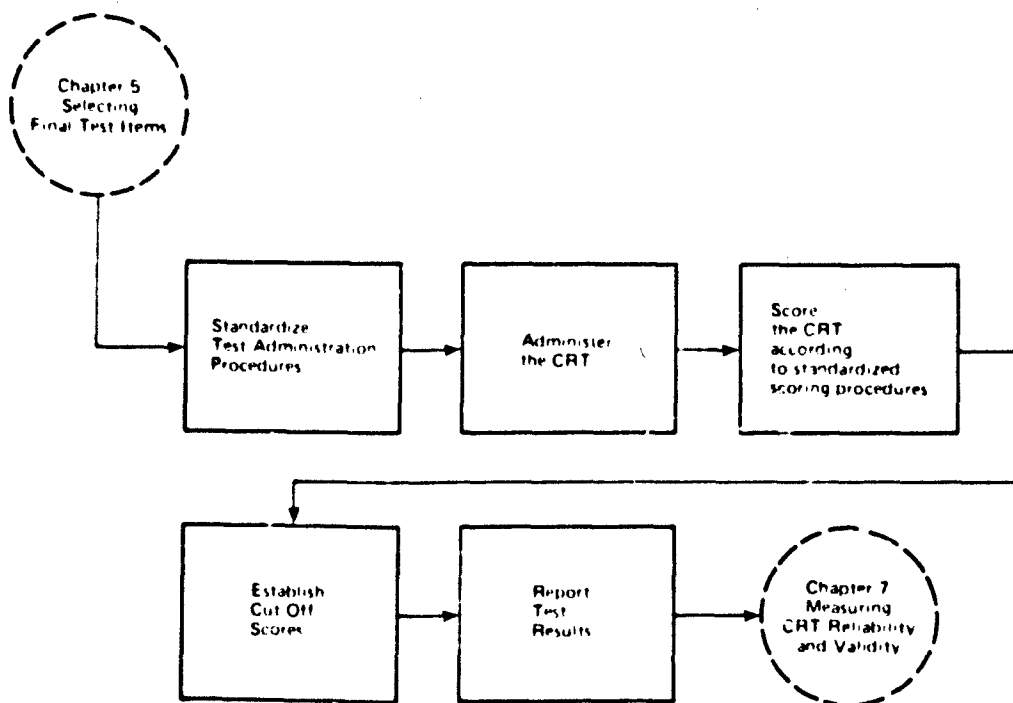 Chapter 5
Selecting
Final Test Items
Standardize
Test Administration
Procedures
Administer
the CRT
Score
the CRT
according
to standardized
scoring procedures
Establish
Cut Off
Scores
Report
Test
Results
Chapter 7
Measuring
CRT Reliability
and Validity